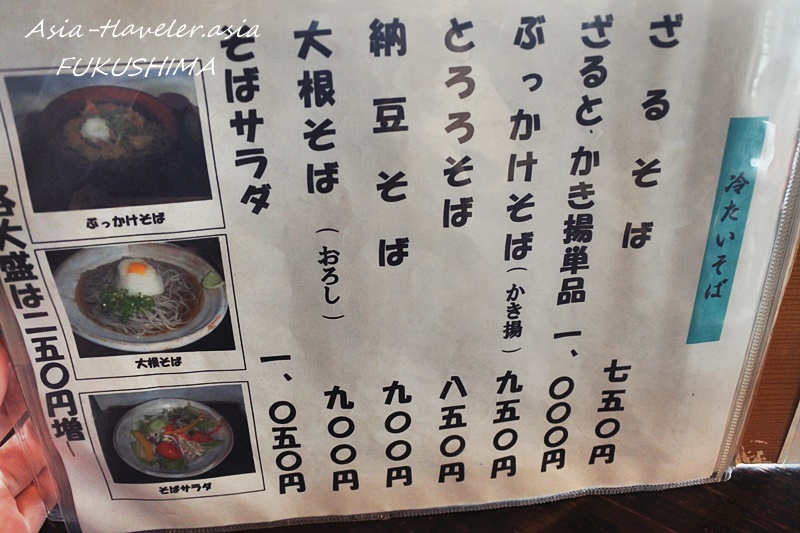 Asia-traveler.asia
FUKUSHIMA
冷たいそば
ざるそば 七五〇円
ざると、かき揚単品 一、〇〇〇円
ぶっかけそば（かき揚） 九五〇円
とろろそば 八五〇円
納豆そば 九〇〇円
大根そば（おろし） 九〇〇円
そばサラダ 一、〇五〇円
ぶっかけそば
大根そば
そばサラダ
各大盛は二五〇円増